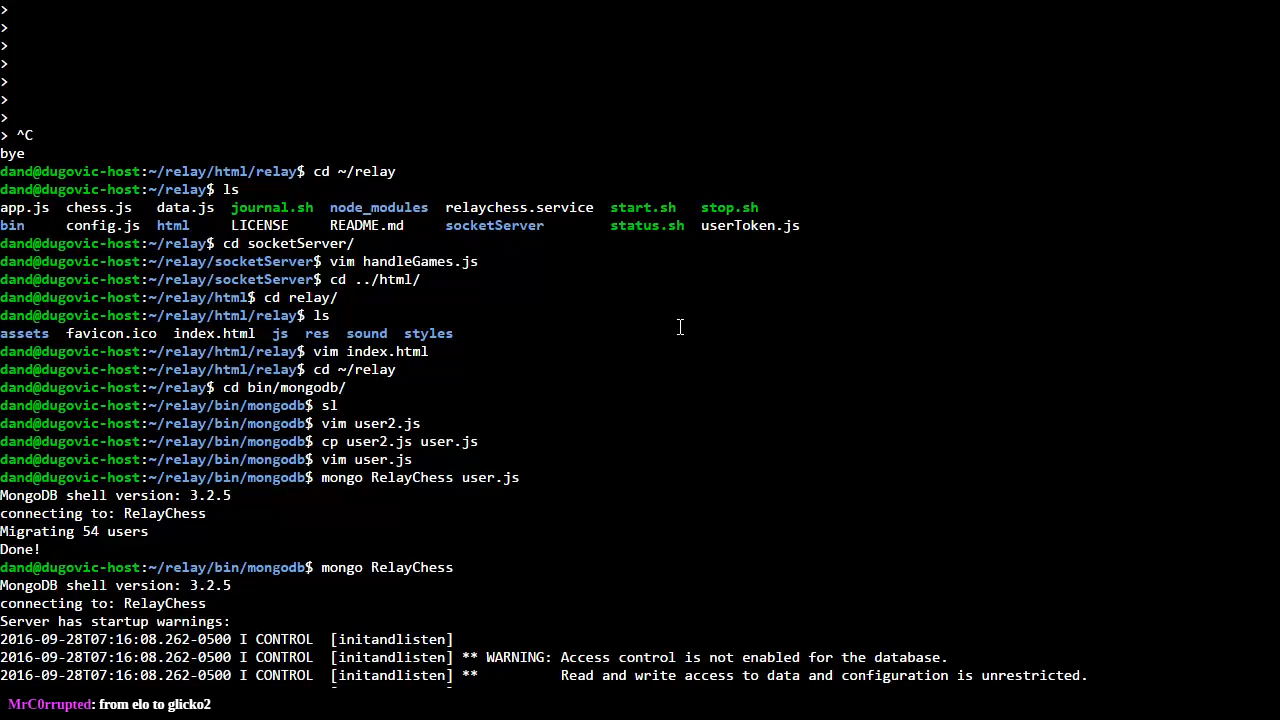 >
>
>
>
>
>
>
> ^C
bye
dand@dugovic-host:~/relay/html/relay$ cd ~/relay
dand@dugovic-host:~/relay$ ls
app.js  chess.js   data.js  journal.sh  node_modules  relaychess.service  start.sh   stop.sh
bin     config.js  html     LICENSE     README.md     socketServer        status.sh  userToken.js
dand@dugovic-host:~/relay$ cd socketServer/
dand@dugovic-host:~/relay/socketServer$ vim handleGames.js
dand@dugovic-host:~/relay/socketServer$ cd ../html/
dand@dugovic-host:~/relay/html$ cd relay/
dand@dugovic-host:~/relay/html/relay$ ls
assets  favicon.ico  index.html  js  res  sound  styles
dand@dugovic-host:~/relay/html/relay$ vim index.html
dand@dugovic-host:~/relay/html/relay$ cd ~/relay
dand@dugovic-host:~/relay$ cd bin/mongodb/
dand@dugovic-host:~/relay/bin/mongodb$ sl
dand@dugovic-host:~/relay/bin/mongodb$ vim user2.js
dand@dugovic-host:~/relay/bin/mongodb$ cp user2.js user.js
dand@dugovic-host:~/relay/bin/mongodb$ vim user.js
dand@dugovic-host:~/relay/bin/mongodb$ mongo RelayChess user.js
MongoDB shell version: 3.2.5
connecting to: RelayChess
Migrating 54 users
Done!
dand@dugovic-host:~/relay/bin/mongodb$ mongo RelayChess
MongoDB shell version: 3.2.5
connecting to: RelayChess
Server has startup warnings:
2016-09-28T07:16:08.262-0500 I CONTROL  [initandlisten]
2016-09-28T07:16:08.262-0500 I CONTROL  [initandlisten] ** WARNING: Access control is not enabled for the database.
2016-09-28T07:16:08.262-0500 I CONTROL  [initandlisten] **          Read and write access to data and configuration is unrestricted.
MrC0rrupted: from elo to glicko2